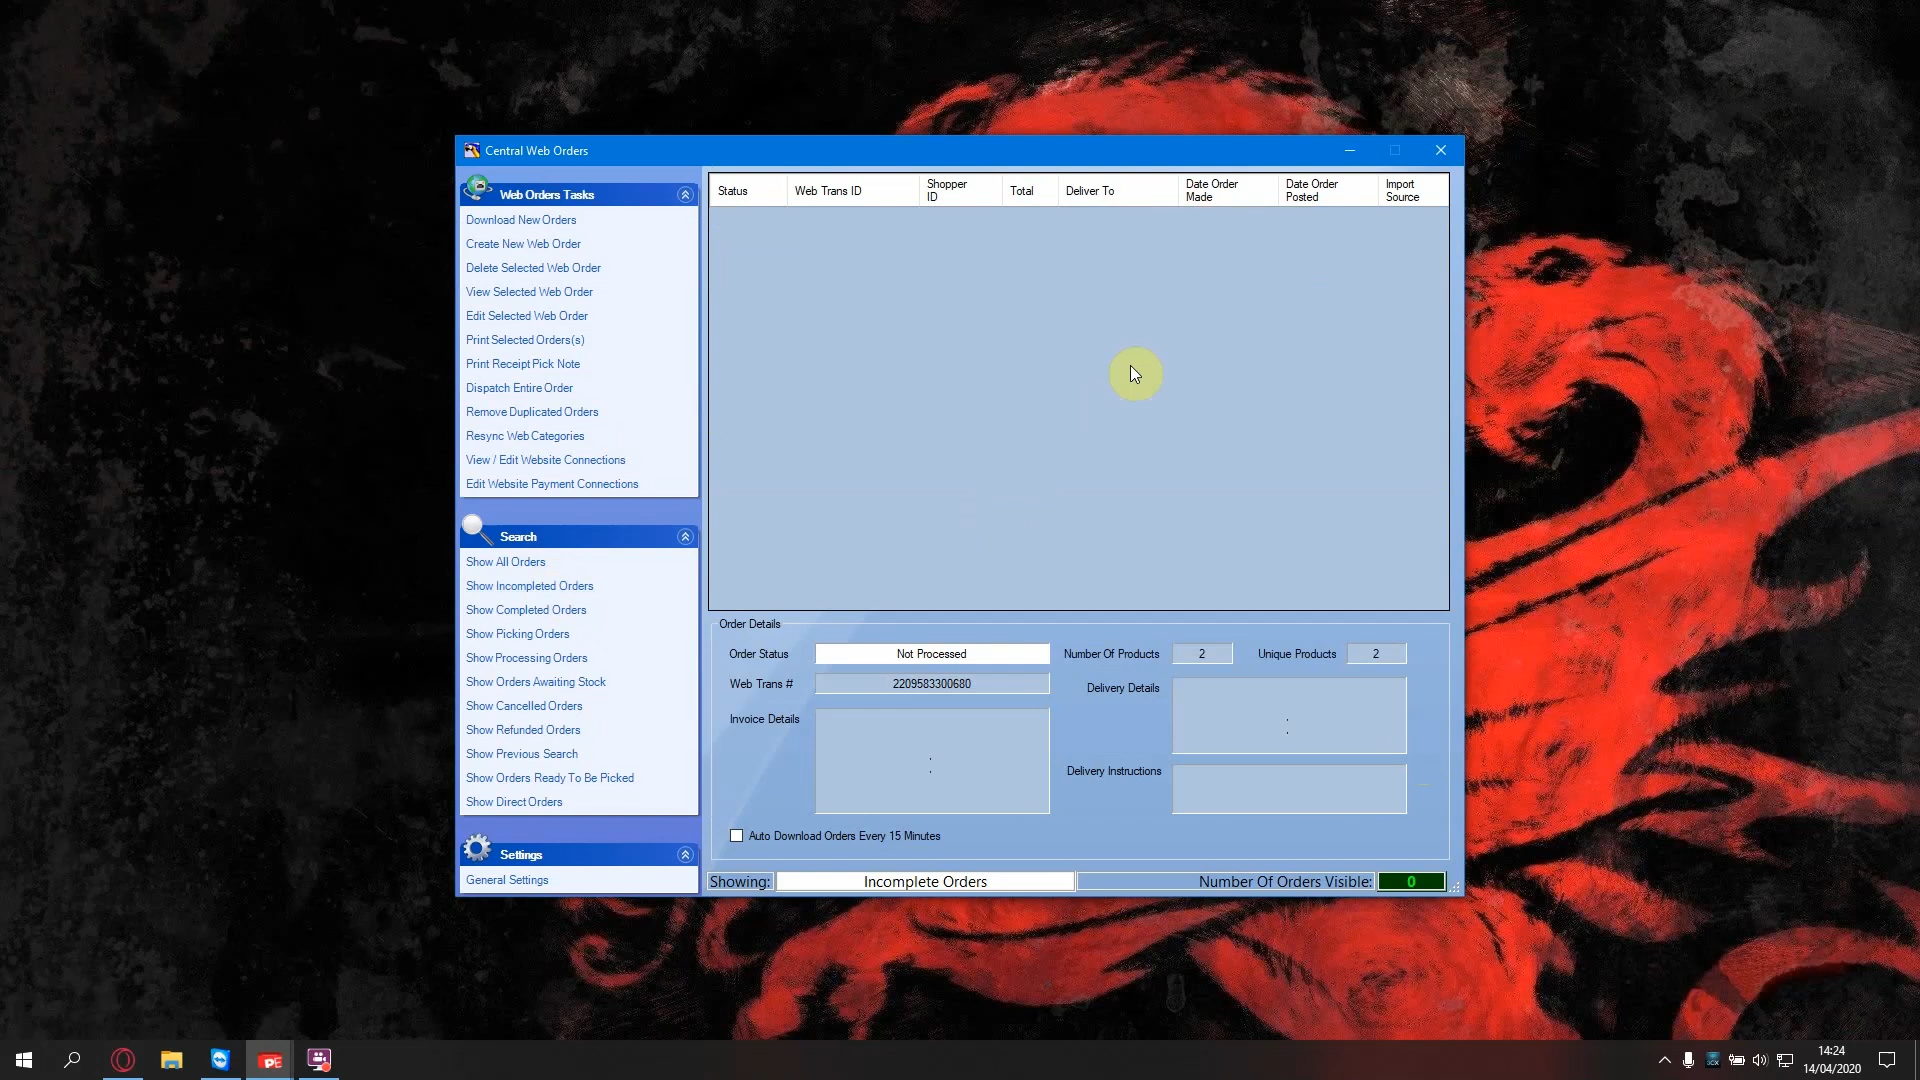 Central Web Orders
Web Orders Tasks
Download New Orders
Create New Web Order
Delete Selected Web Order
View Selected Web Order
Edit Selected Web Order
Print Selected Orders(s)
Print Receipt Pick Note
Dispatch Entire Order
Remove Duplicated Orders
Resync Web Categories
View / Edit Website Connections
Edit Website Payment Connections
Search
Show All Orders
Show Incompleted Orders
Show Completed Orders
Show Picking Orders
Show Processing Orders
Show Orders Awaiting Stock
Show Cancelled Orders
Show Refunded Orders
Show Previous Search
Show Orders Ready To Be Picked
Show Direct Orders
Settings
General Settings
Status Web Trans ID Shopper ID Total Deliver To Date Order Made Date Order Posted Import Source
Order Details
Order Status Not Processed Number Of Products 2 Unique Products 2
Web Trans # 2209583300680
Delivery Details : :
Invoice Details : :
Delivery Instructions
Auto Download Orders Every 15 Minutes
Showing: Incomplete Orders Number Of Orders Visible: 0
PE
14:24
14/04/2020